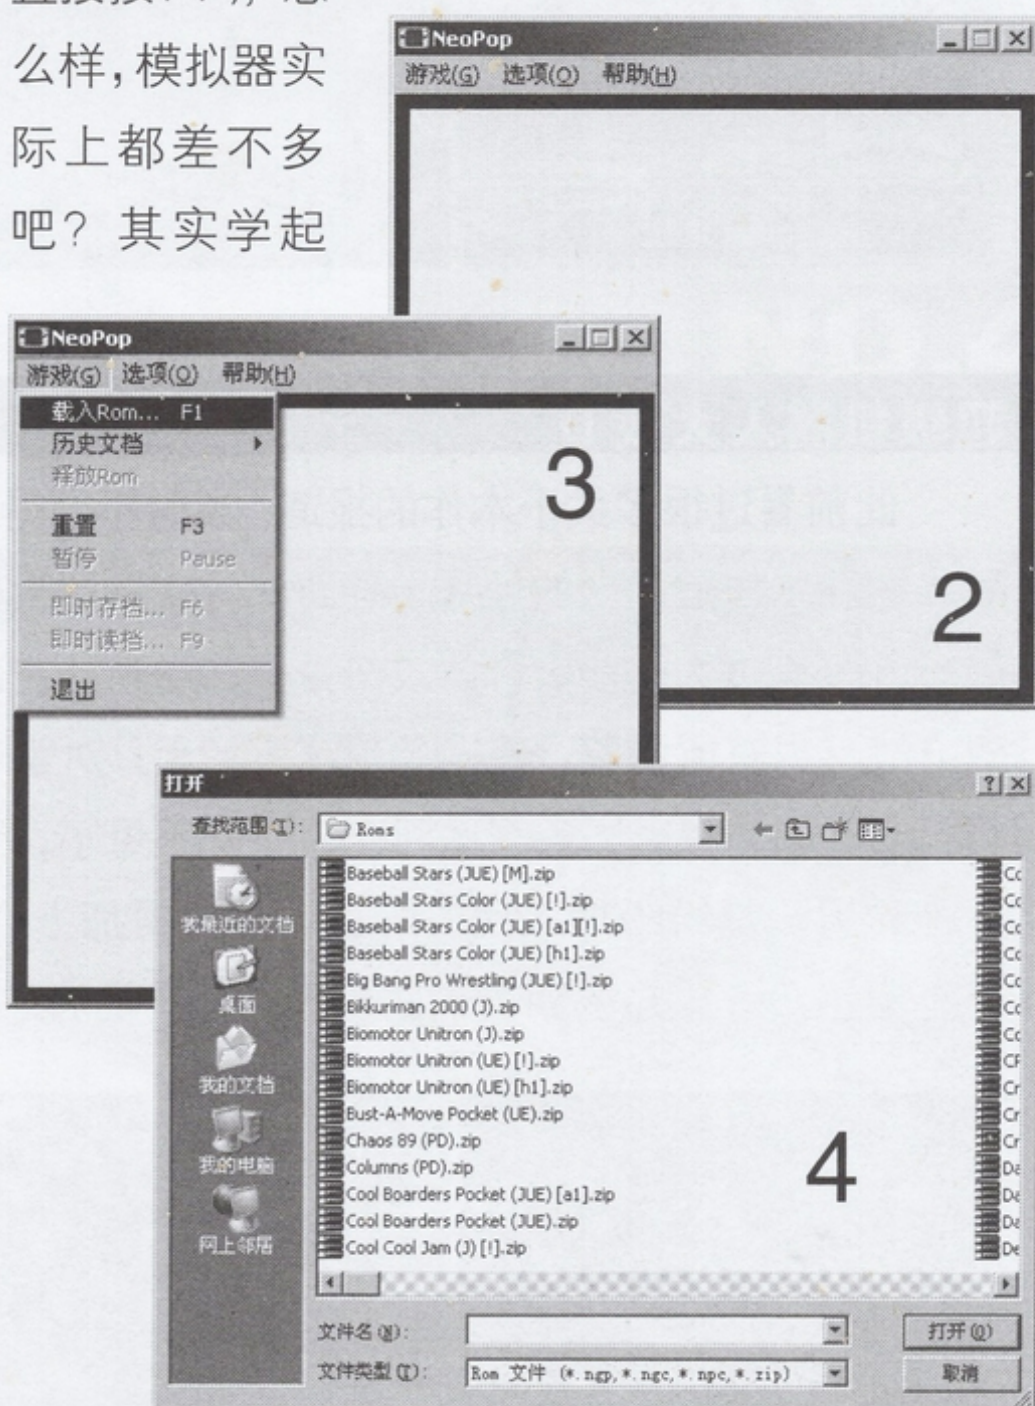 么样,模拟器实
际上都差不多
吧? 其实学起
NeoPop
游戏(G) 选项(O) 帮助(H)
2
NeoPop
游戏(G) 选项(O) 帮助(H)
载入Rom... F1
历史文档
释放Rom
重置 F3
暂停 Pause
即时存档... F6
即时读档... F9
退出
3
打开
查找范围(I): Roms
我最近的文档
桌面
我的文档
我的电脑
网上邻居
Baseball Stars (JUE) [M].zip
Baseball Stars Color (JUE) [!].zip
Baseball Stars Color (JUE) [a1][!].zip
Baseball Stars Color (JUE) [h1].zip
Big Bang Pro Wrestling (JUE) [!].zip
Bikkuriman 2000 (J).zip
Biomotor Unitron (J).zip
Biomotor Unitron (UE) [!].zip
Biomotor Unitron (UE) [h1].zip
Bust-A-Move Pocket (UE).zip
Chaos 89 (PD).zip
Columns (PD).zip
Cool Boarders Pocket (JUE) [a1].zip
Cool Boarders Pocket (JUE).zip
Cool Cool Jam (J) [!].zip
4
文件名(N): 打开(O)
文件类型(T): Rom 文件 (*.ngp,*.ngc,*.npc,*.zip) 取消